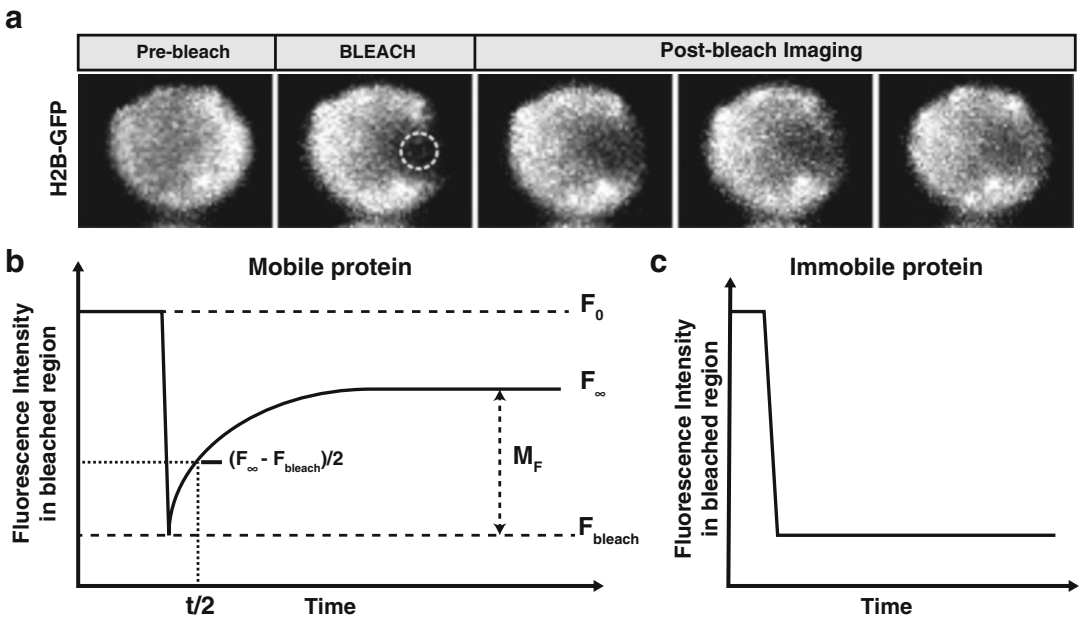 a
Pre-bleach
BLEACH
Post-bleach Imaging
H2B-GFP
b
Mobile protein
Fluorescence Intensity
in bleached region
F₀
F∞
(F∞ - Fbleach)/2
MF
Fbleach
t/2
Time
c
Immobile protein
Fluorescence Intensity
in bleached region
Time